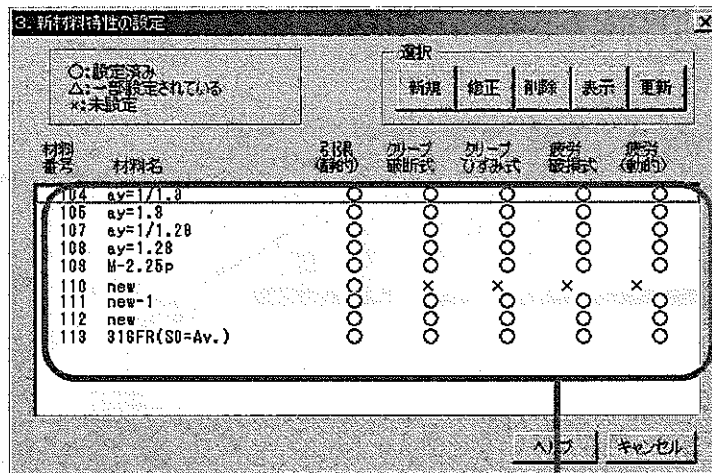 3. 新材料特性の設定
○:設定済み
△:一部設定されている
×:未設定
選択
新規 修正 削除 表示 更新
材料番号 材料名 引張(静的) クリープ破断式 クリープひずみ式 疲労破損式 疲労(動的)
104 ay=1/1.8 ○ ○ ○ ○ ○
105 ay=1.8 ○ ○ ○ ○ ○
107 ay=1/1.28 ○ ○ ○ ○ ○
108 ay=1.28 ○ ○ ○ ○ ○
109 M-2.25p ○ ○ ○ ○ ○
110 new ○ × × × ×
111 new-1 ○ ○ ○ ○ ○
112 new ○ ○ ○ ○ ○
113 316FR(S0=Av.) ○ ○ ○ ○ ○
ヘルプ キャンセル